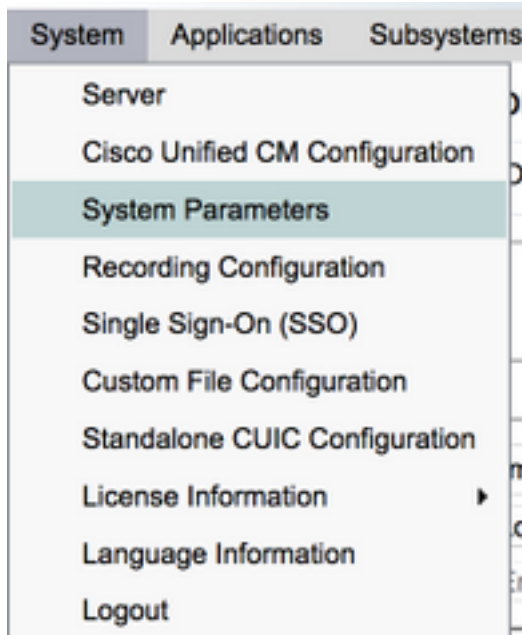 System Applications Subsystems
Server
Cisco Unified CM Configuration
System Parameters
Recording Configuration
Single Sign-On (SSO)
Custom File Configuration
Standalone CUIC Configuration
License Information
Language Information
Logout